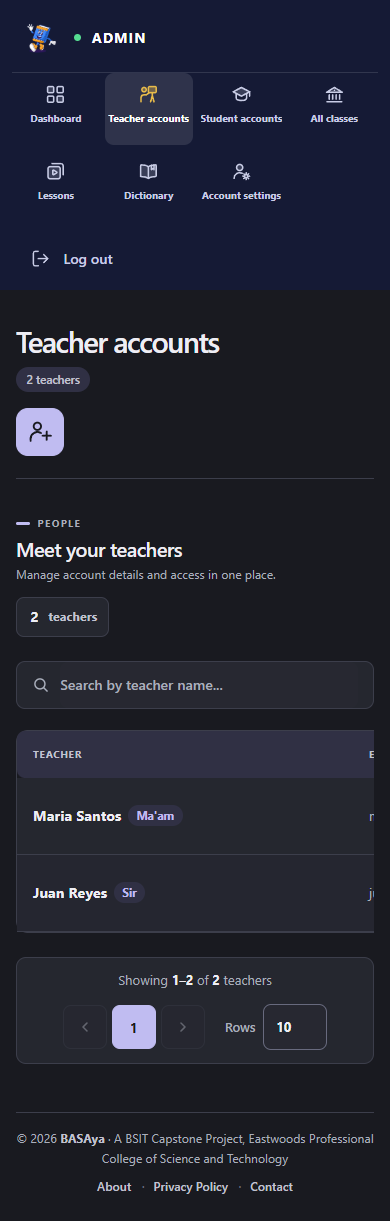 ADMIN
Dashboard
Teacher accounts
Student accounts
All classes
Lessons
Dictionary
Account settings
Log out
Teacher accounts
2 teachers
PEOPLE
Meet your teachers
Manage account details and access in one place.
2 teachers
Search by teacher name...
TEACHER
Maria Santos Ma'am
Juan Reyes Sir
Showing 1–2 of 2 teachers
1 Rows 10
© 2026 BASAya · A BSIT Capstone Project, Eastwoods Professional
College of Science and Technology
About · Privacy Policy · Contact